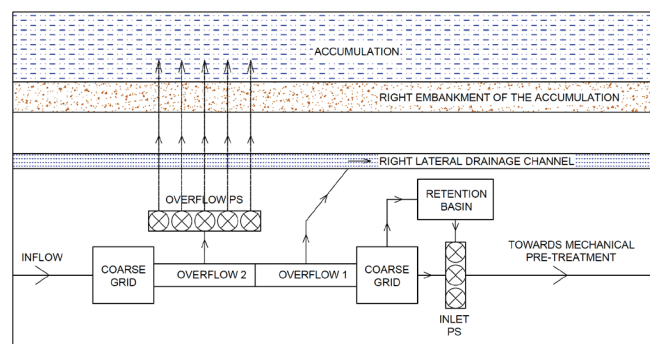 ACCUMULATION
RIGHT EMBANKMENT OF THE ACCUMULATION
RIGHT LATERAL DRAINAGE CHANNEL
OVERFLOW PS
RETENTION
BASIN
INFLOW
COARSE
GRID
OVERFLOW 2
OVERFLOW 1
COARSE
GRID
TOWARDS MECHANICAL
PRE-TREATMENT
INLET
PS